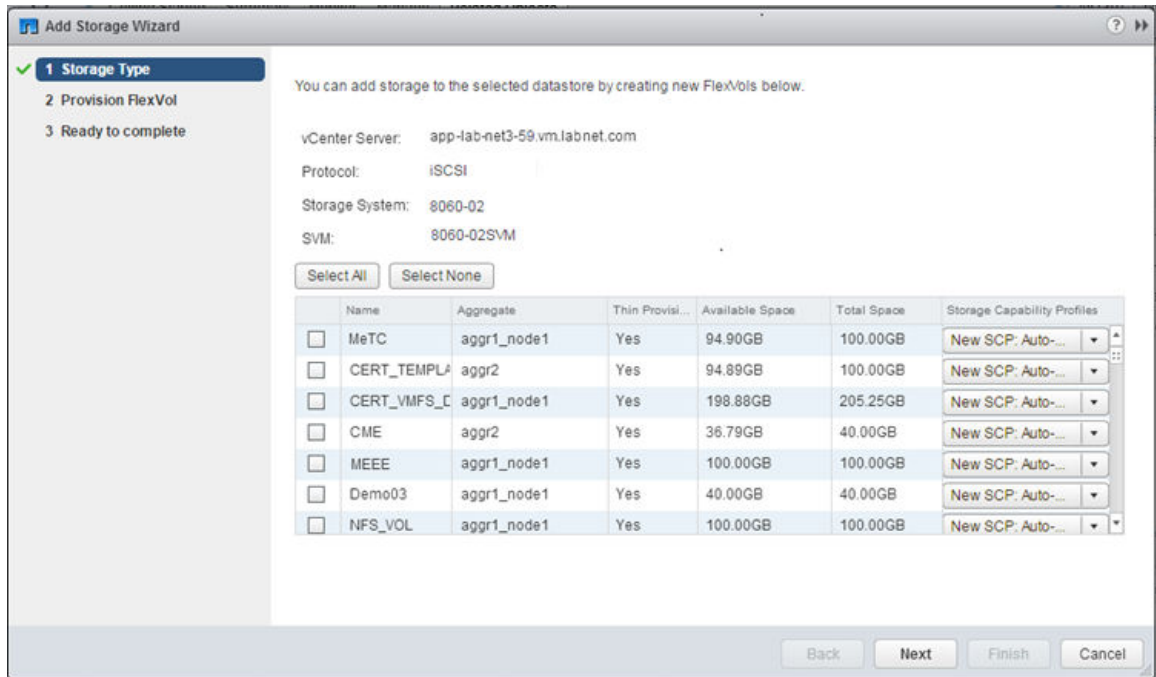 Add Storage Wizard
1 Storage Type
2 Provision FlexVol
3 Ready to complete
You can add storage to the selected datastore by creating new FlexVols below.
vCenter Server: app-lab-net3-59.vm.labnet.com
Protocol: iSCSI
Storage System: 8060-02
SVM: 8060-02SVM
Select All Select None
Name Aggregate Thin Provisi... Available Space Total Space Storage Capability Profiles
MeTC aggr1_node1 Yes 94.90GB 100.00GB New SCP: Auto-...
CERT_TEMPLA aggr2 Yes 94.89GB 100.00GB New SCP: Auto-...
CERT_VMFS_D aggr1_node1 Yes 198.88GB 205.25GB New SCP: Auto-...
CME aggr2 Yes 36.79GB 40.00GB New SCP: Auto-...
MEEE aggr1_node1 Yes 100.00GB 100.00GB New SCP: Auto-...
Demo03 aggr1_node1 Yes 40.00GB 40.00GB New SCP: Auto-...
NFS_VOL aggr1_node1 Yes 100.00GB 100.00GB New SCP: Auto-...
Back Next Finish Cancel